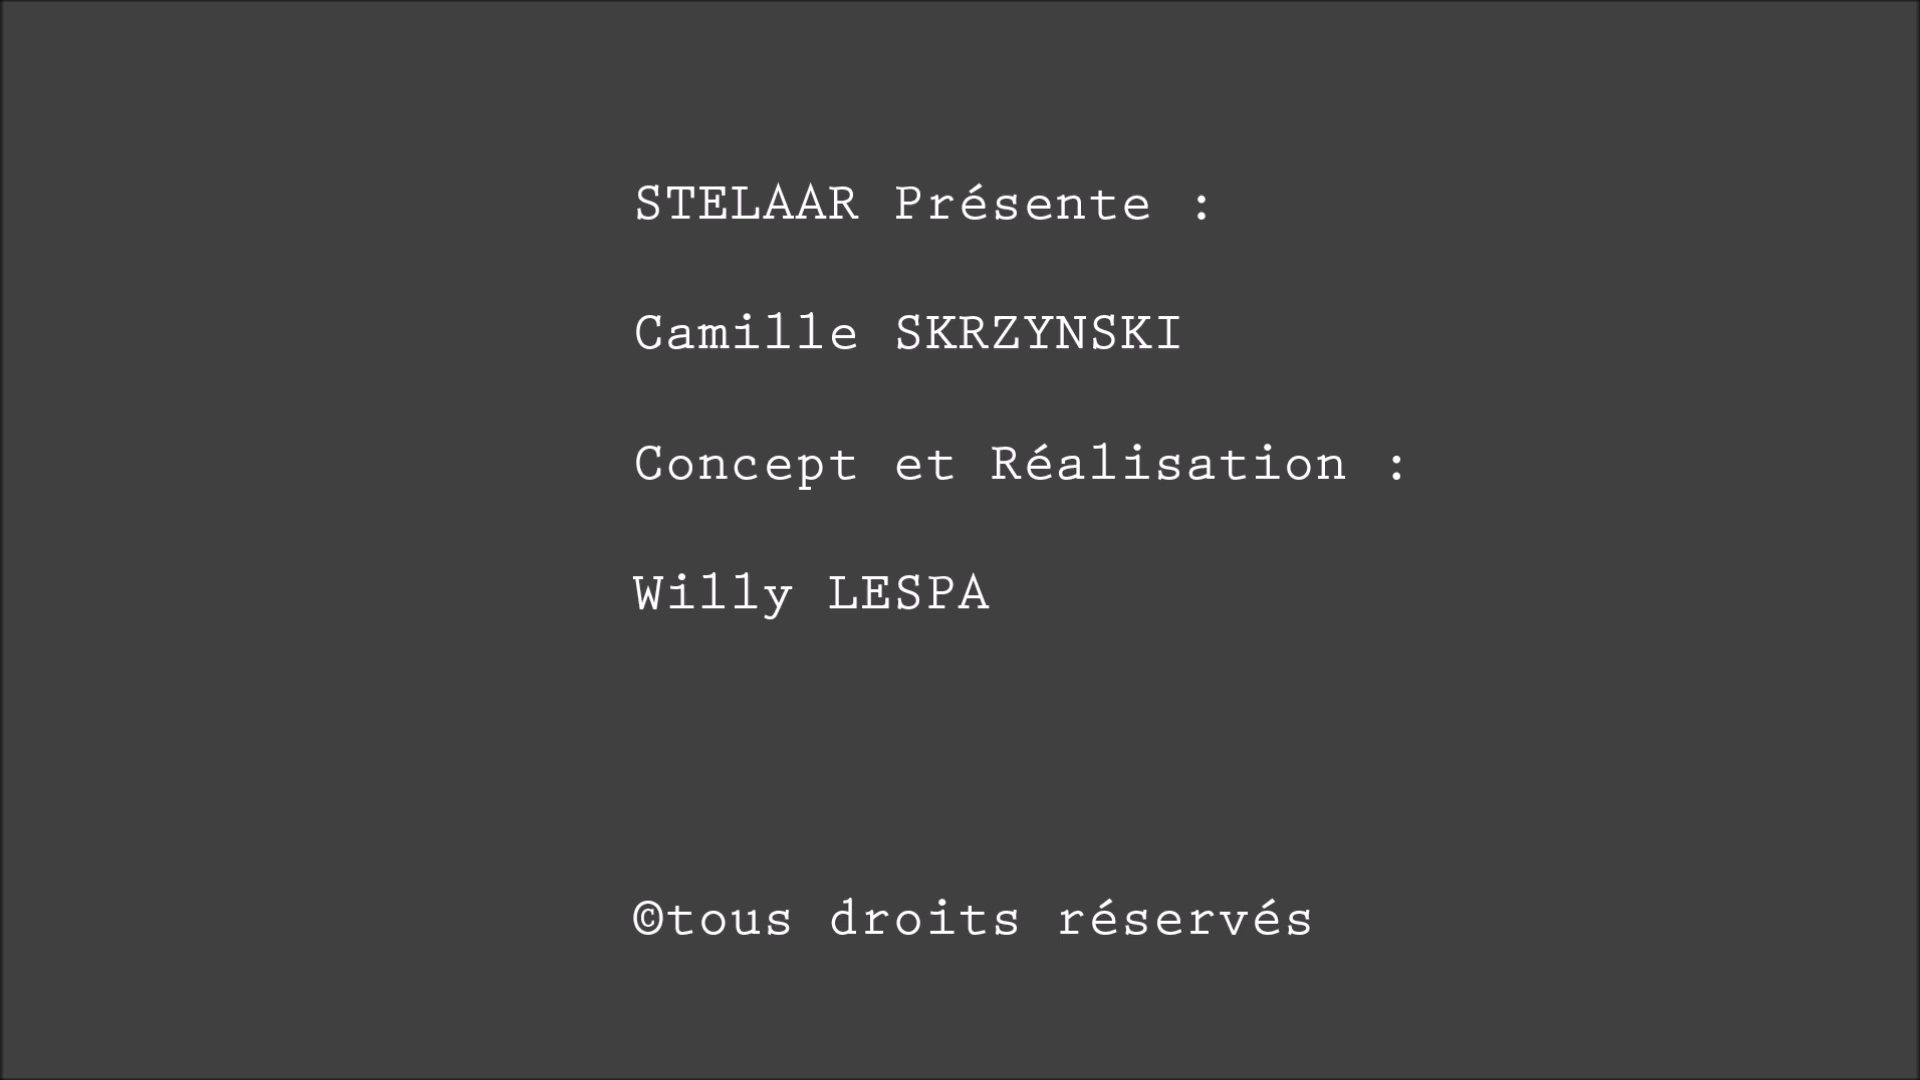 STELAAR Présente :
Camille SKRZYNSKI
Concept et Réalisation :
Willy LESPA
©tous droits réservés